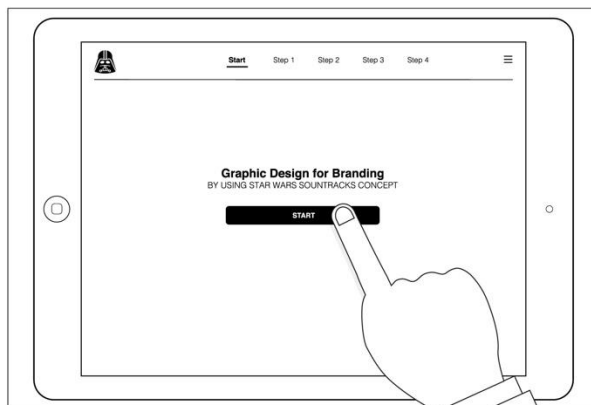 Start Step 1 Step 2 Step 3 Step 4
Graphic Design for Branding
BY USING STAR WARS SOUNTRACKS CONCEPT
START